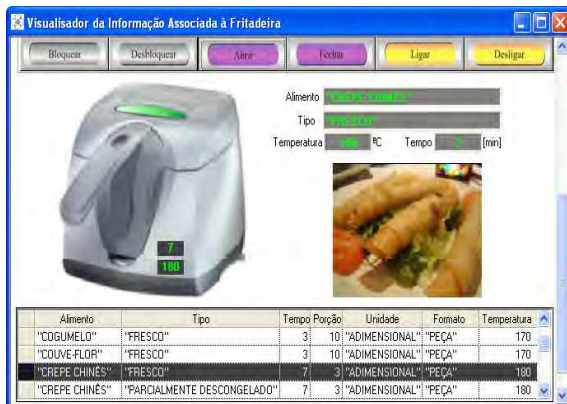 Visualisador da Informação Associada à Fritadeira
Bloquear Desbloquear Abrir Fechar Ligar Desligar
Alimento "CREPE CHINÊS"
Tipo "FRESCO"
Temperatura 180 ºC Tempo 7 [min]
7
180
Alimento Tipo Tempo Porção Unidade Formato Temperatura
"COGUMELO" "FRESCO" 3 10 "ADIMENSIONAL" "PEÇA" 170
"COUVE-FLOR" "FRESCO" 3 10 "ADIMENSIONAL" "PEÇA" 170
"CREPE CHINÊS" "FRESCO" 7 3 "ADIMENSIONAL" "PEÇA" 180
"CREPE CHINÊS" "PARCIALMENTE DESCONGELADO" 7 3 "ADIMENSIONAL" "PEÇA" 180